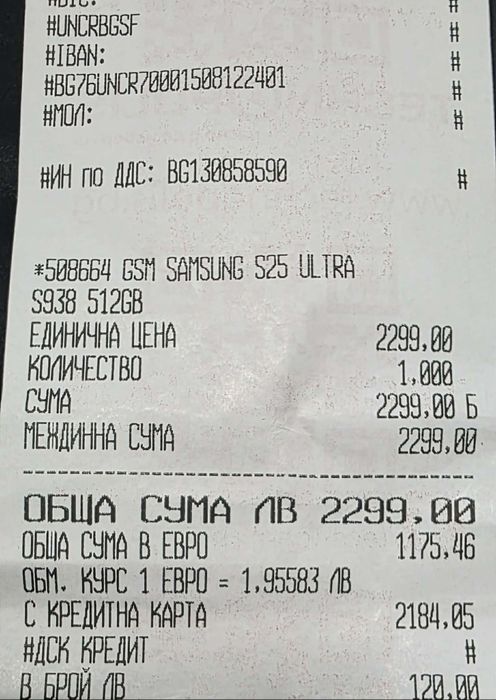 #UNCRBGSF #
#IBAN: #
#BG76UNCR70001508122401 #
#МОЛ: #
#ИН по ДДС: BG130858590 #
*508664 GSM SAMSUNG S25 ULTRA
S938 512GB
ЕДИНИЧНА ЦЕНА 2299,00
КОЛИЧЕСТВО 1,000
СУМА 2299,00 Б
МЕЖДИННА СУМА 2299,00
ОБЩА СУМА ЛВ 2299,00
ОБЩА СУМА В ЕВРО 1175,46
ОБМ. КУРС 1 ЕВРО = 1,95583 ЛВ
С КРЕДИТНА КАРТА 2184,05
#ДСК КРЕДИТ #
В БРОЙ ЛВ 120,00